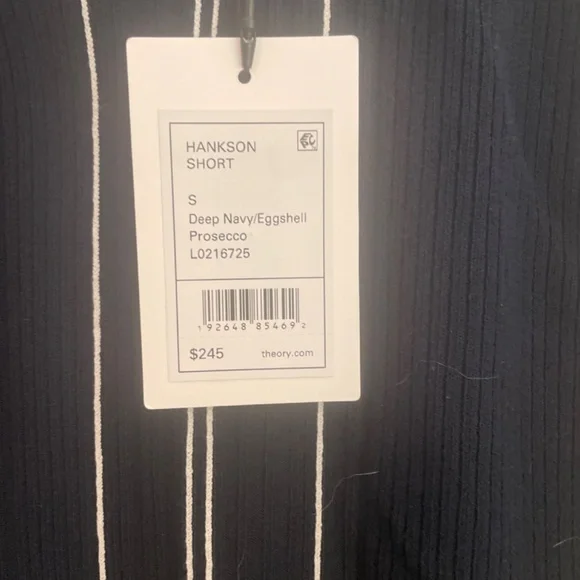 HANKSON
SHORT
S
Deep Navy/Eggshell
Prosecco
L0216725
1 92648 85469 2
$245 theory.com